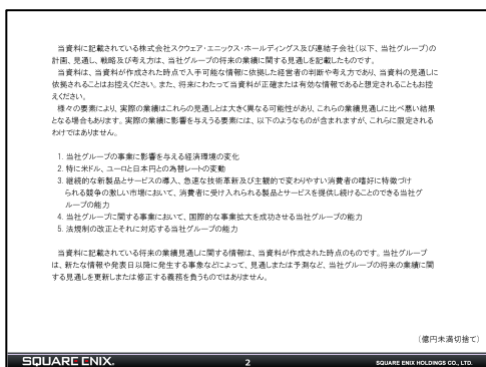 当資料に記載されている株式会社スクウェア・エニックス・ホールディングス及び連結子会社(以下、当社グループ)の
計画、見通し、戦略及び考え方は、当社グループの将来の業績に関する見通しを記載したものです。
当資料は、当資料が作成された時点で入手可能な情報に依拠した経営者の判断や考え方であり、当資料の見通しに
依拠されることはお控えください。また、将来にわたって当資料が正確または有効な情報であると想定されることもお控
えください。
様々の要素により、実際の業績はこれらの見通しとは大きく異なる可能性があり、これらの業績見通しに比べ悪い結果
となる場合もあります。実際の業績に影響を与えうる要素には、以下のようなものが含まれますが、これらに限定される
わけではありません。
1. 当社グループの事業に影響を与える経済環境の変化
2. 特に米ドル、ユーロと日本円との為替レートの変動
3. 継続的な新製品とサービスの導入、急速な技術革新及び主観的で変わりやすい消費者の嗜好に特徴づけ
られる競争の激しい市場において、消費者に受け入れられる製品とサービスを提供し続けることのできる当社グ
ループの能力
4. 当社グループに関する事業において、国際的な事業拡大を成功させる当社グループの能力
5. 法規制の改正とそれに対応する当社グループの能力
当資料に記載されている将来の業績見通しに関する情報は、当資料が作成された時点のものです。当社グループ
は、新たな情報や発表日以降に発生する事象などによって、見通しまたは予測など、当社グループの将来の業績に関
する見通しを更新しまたは修正する義務を負うものではありません。
(億円未満切捨て)
SQUARE ENIX. 2 SQUARE ENIX HOLDINGS CO., LTD.